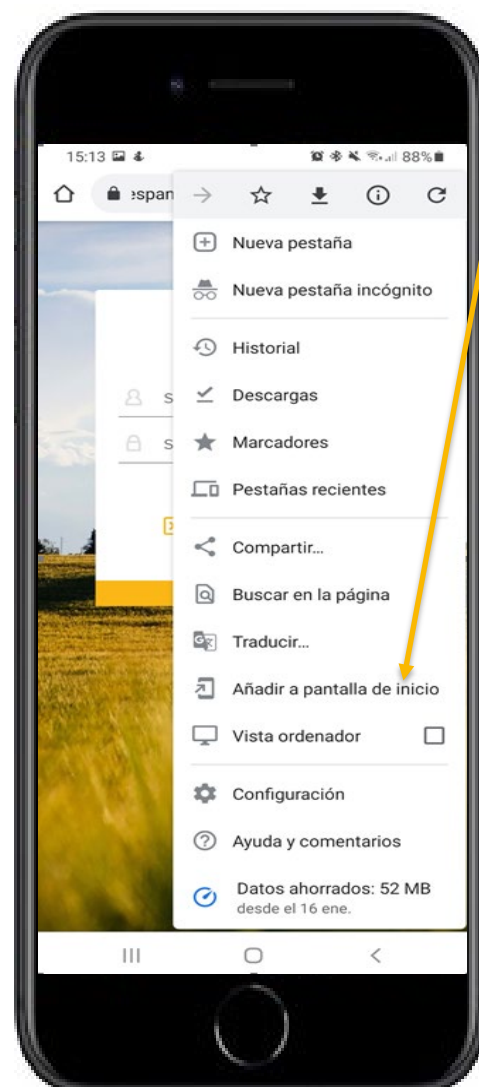 15:13 88%
espan
Nueva pestaña
Nueva pestaña incógnito
Historial
s
Descargas
s
Marcadores
Pestañas recientes
Compartir...
Buscar en la página
Traducir...
Añadir a pantalla de inicio
Vista ordenador
Configuración
Ayuda y comentarios
Datos ahorrados: 52 MB
desde el 16 ene.